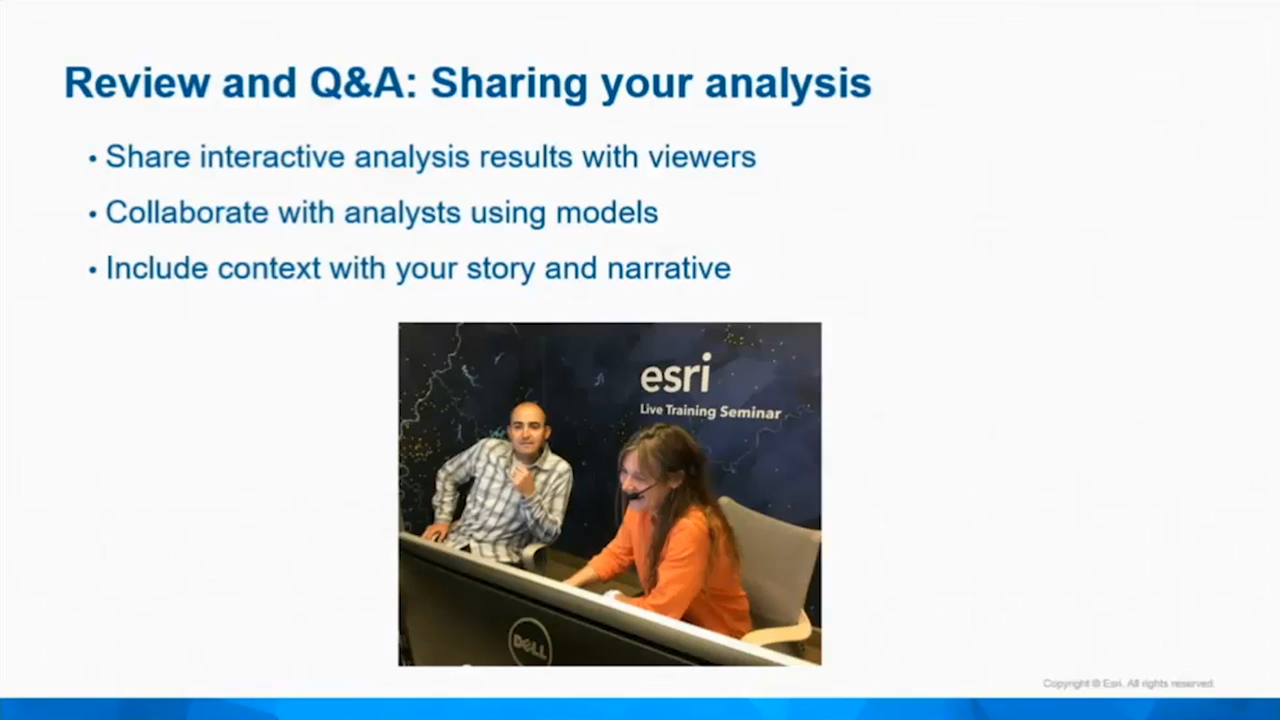 Review and Q&A: Sharing your analysis
• Share interactive analysis results with viewers
• Collaborate with analysts using models
• Include context with your story and narrative
esri
Live Training Seminar
DELL
Copyright © Esri. All rights reserved.